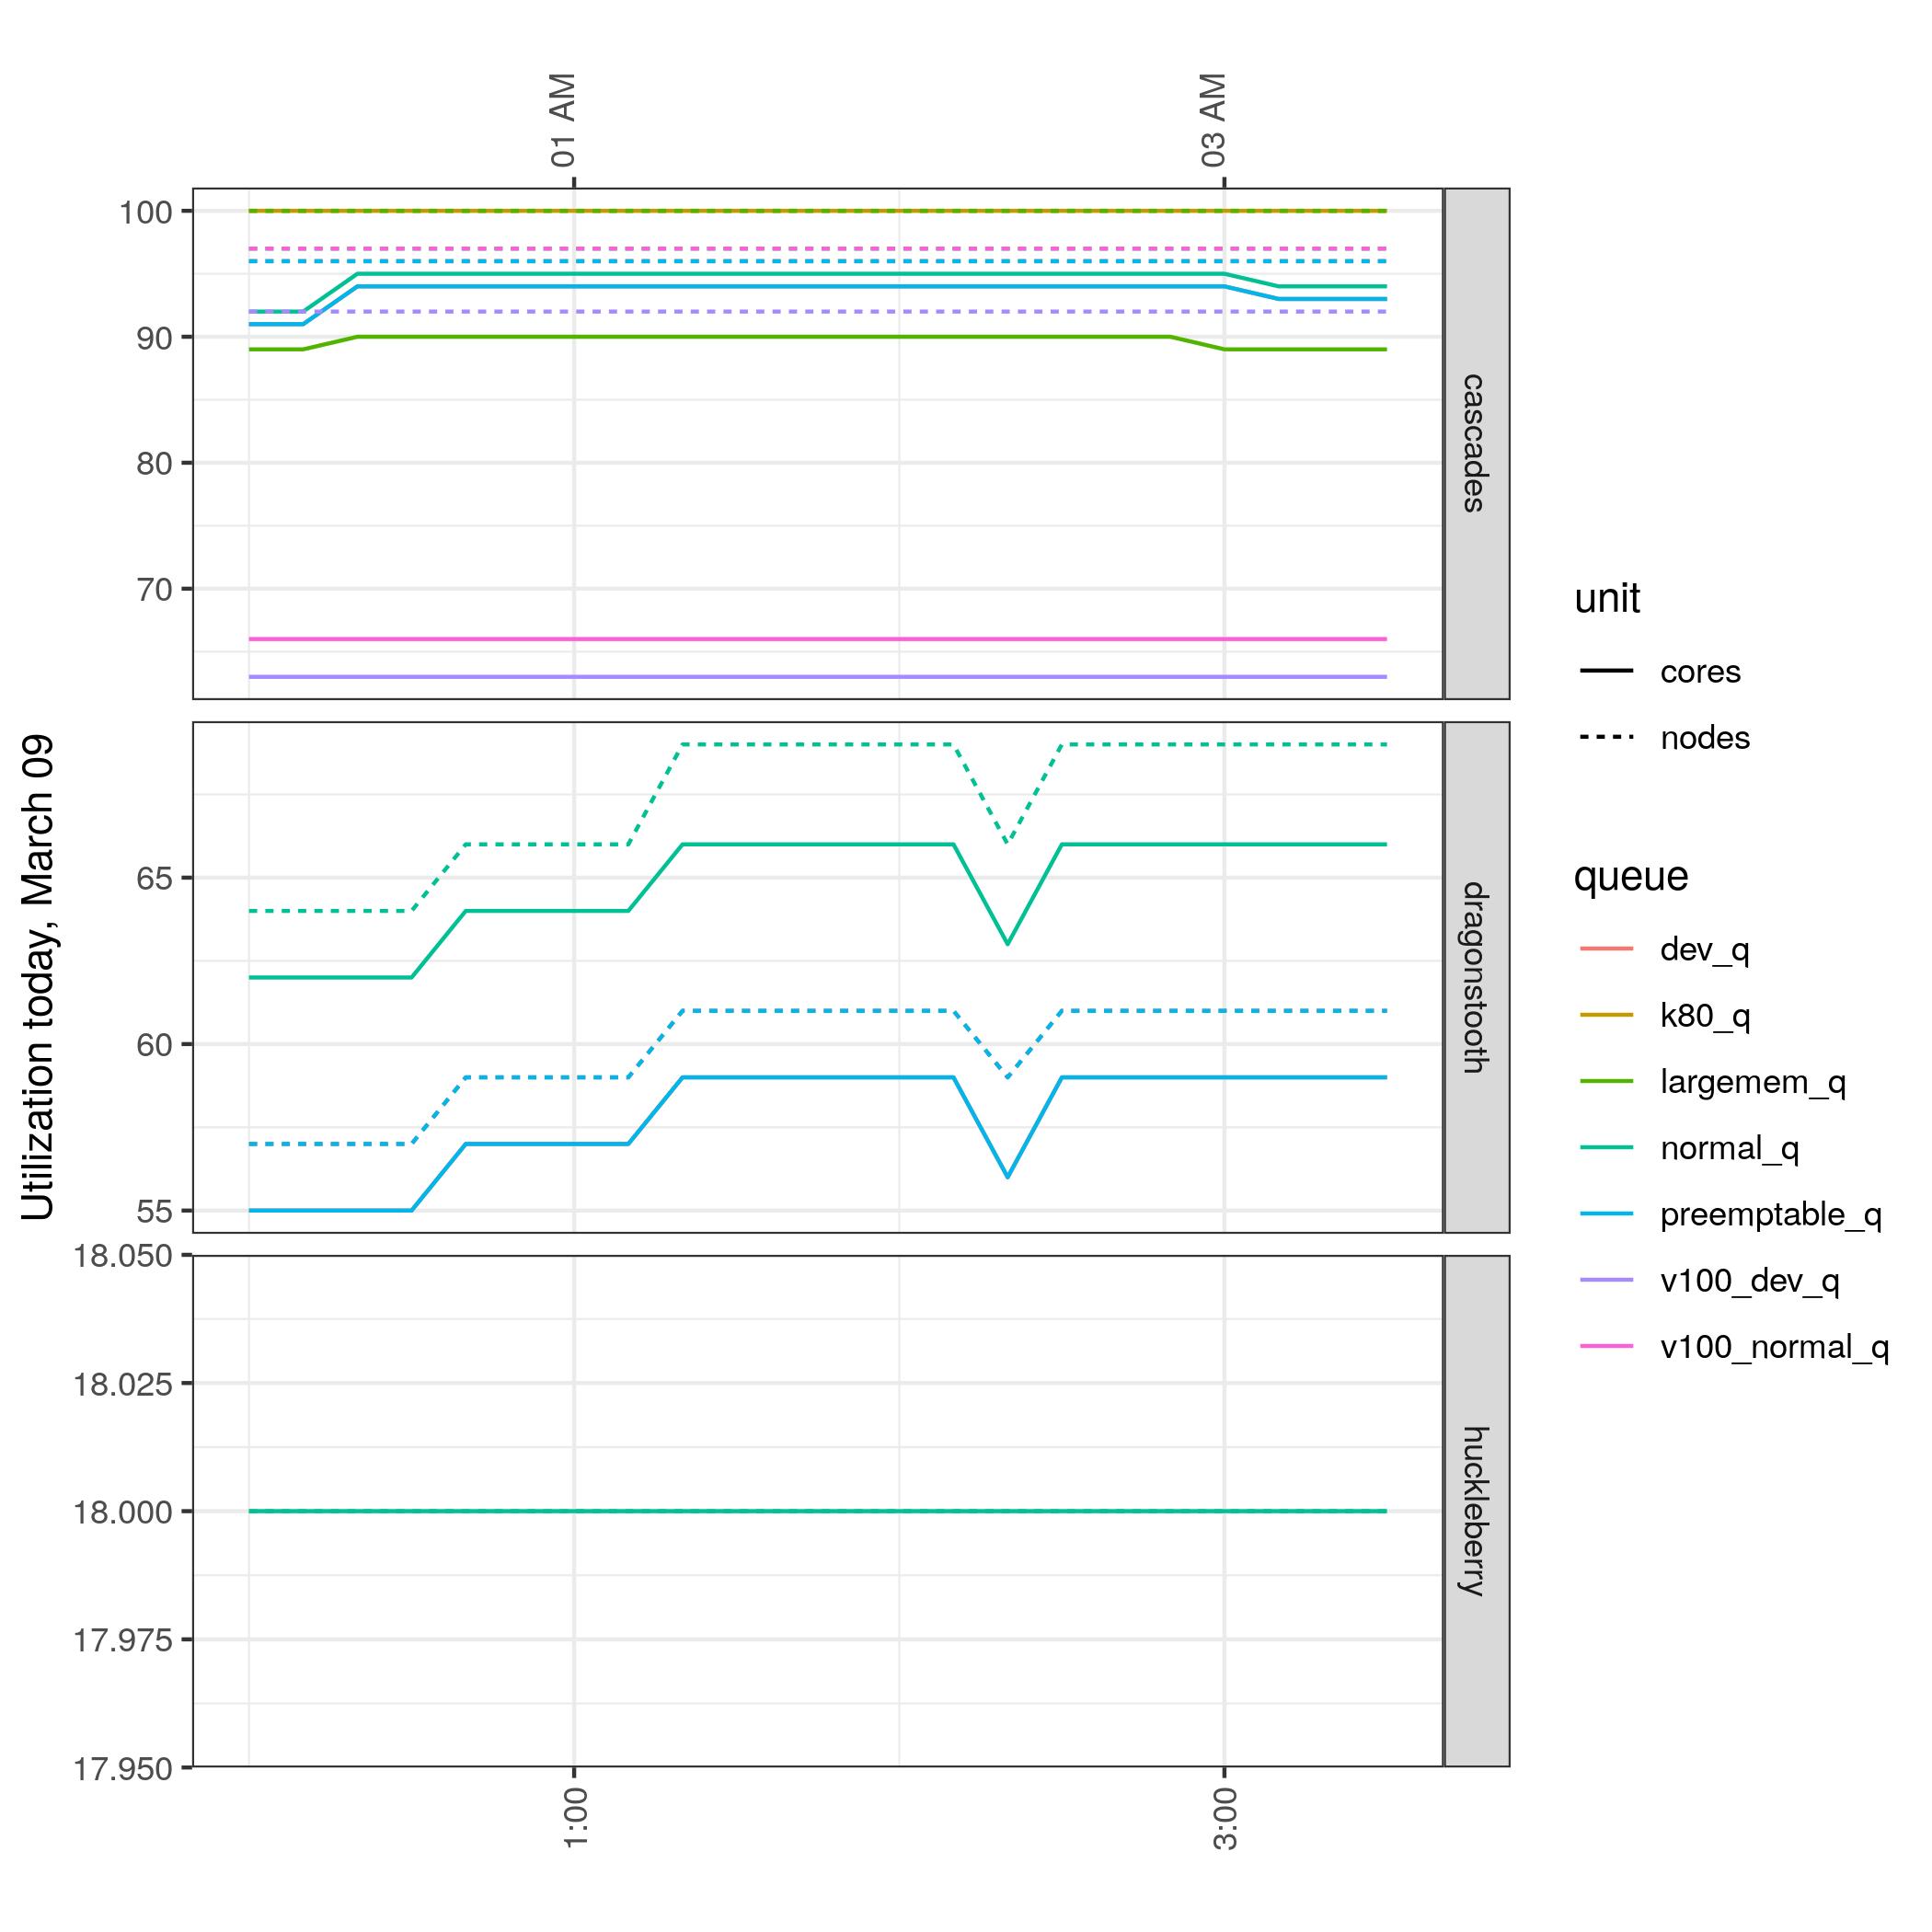 01 AM
03 AM
100
90
80
70
cascades
65
60
55
dragonstooth
18.050
18.025
18.000
17.975
17.950
huckleberry
1:00
3:00
Utilization today, March 09
unit
cores
nodes
queue
dev_q
k80_q
largemem_q
normal_q
preemptable_q
v100_dev_q
v100_normal_q